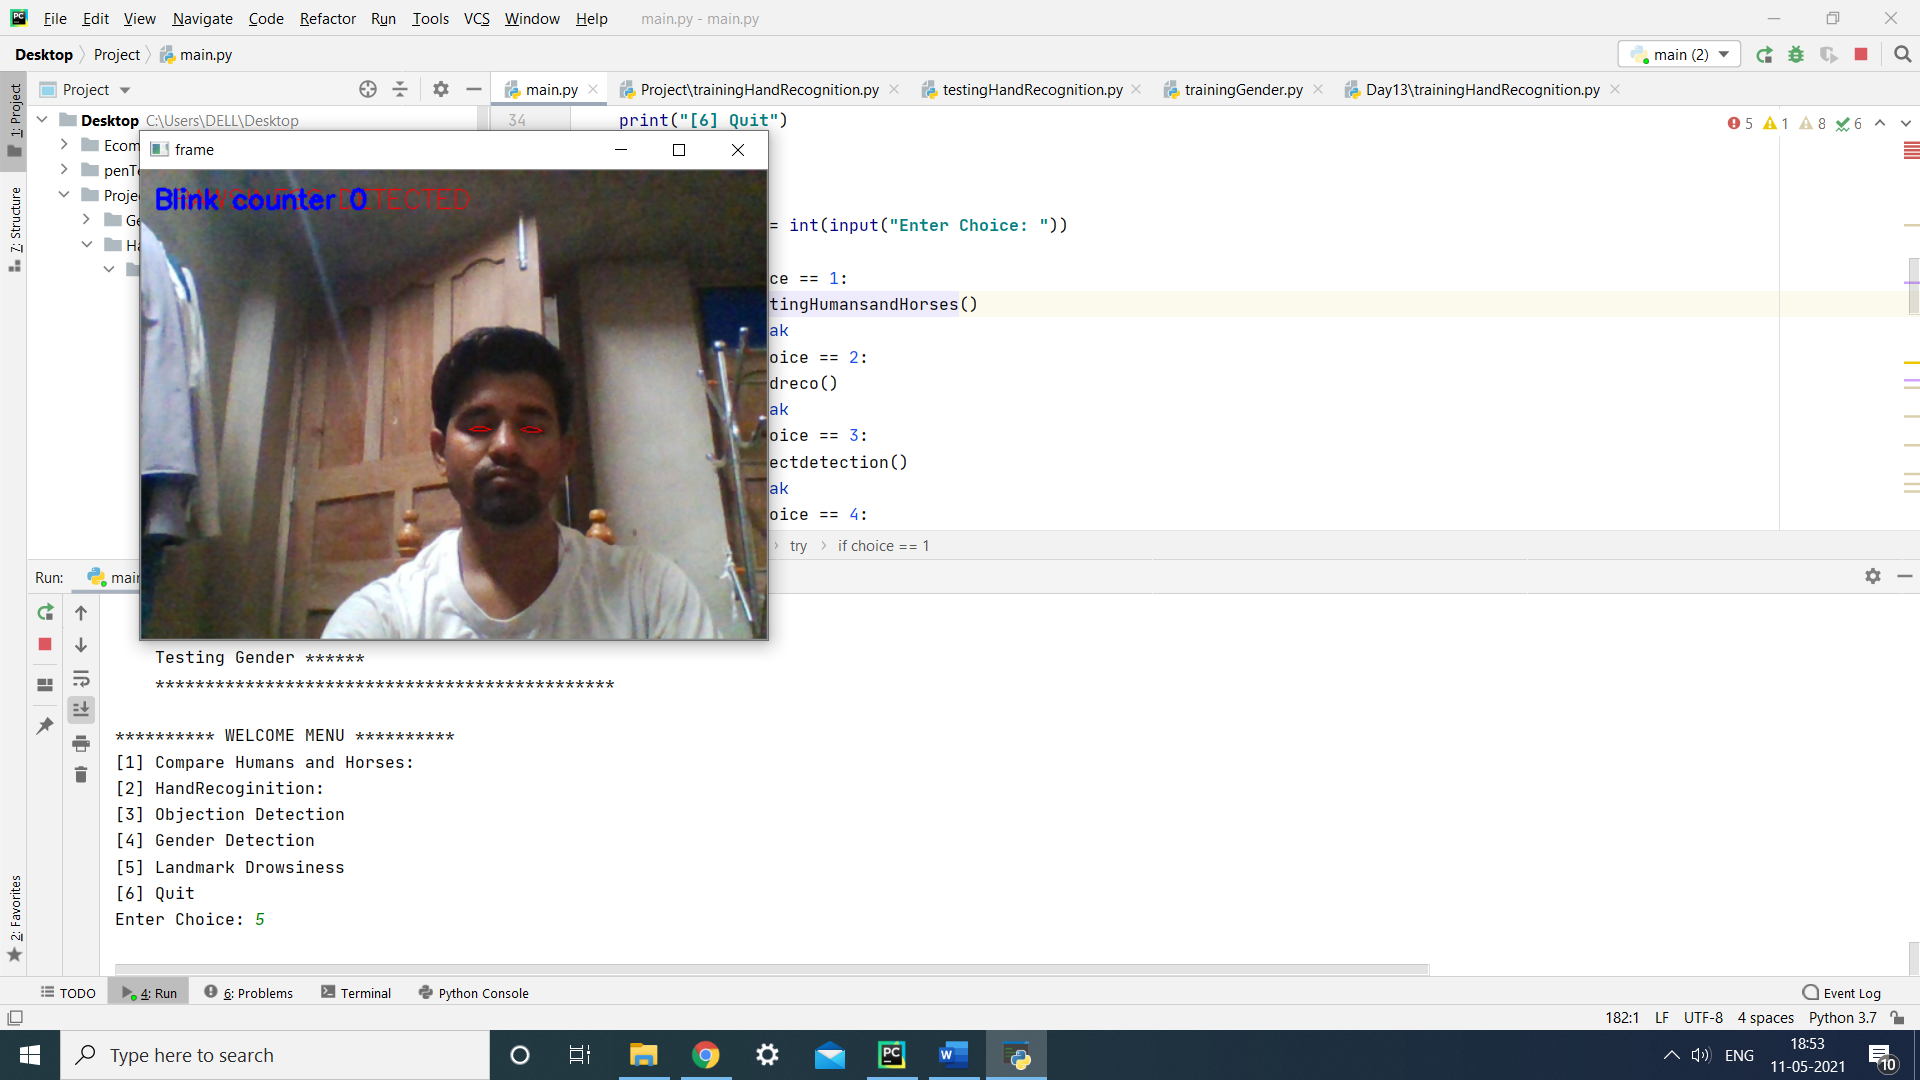 File Edit View Navigate Code Refactor Run Tools VCS Window Help main.py - main.py
Desktop Project main.py main (2)
Project
main.py Project\trainingHandRecognition.py testingHandRecognition.py trainingGender.py Day13\trainingHandRecognition.py
1: Project
7: Structure
2: Favorites
Desktop C:\Users\DELL\Desktop
Ecom
penTe
Projec
Ge
Ha
34 print("[6] Quit")
5 1 8 6
= int(input("Enter Choice: "))
ce == 1:
tingHumansandHorses()
ak
oice == 2:
dreco()
ak
oice == 3:
ectdetection()
ak
oice == 4:
try if choice == 1
frame
Blink counter 0
TECTED
Run: main
Testing Gender ******
**********************************************
********** WELCOME MENU **********
[1] Compare Humans and Horses:
[2] HandRecoginition:
[3] Objection Detection
[4] Gender Detection
[5] Landmark Drowsiness
[6] Quit
Enter Choice: 5
TODO 4: Run 6: Problems Terminal Python Console Event Log
182:1 LF UTF-8 4 spaces Python 3.7
Type here to search
ENG
18:53
11-05-2021
10